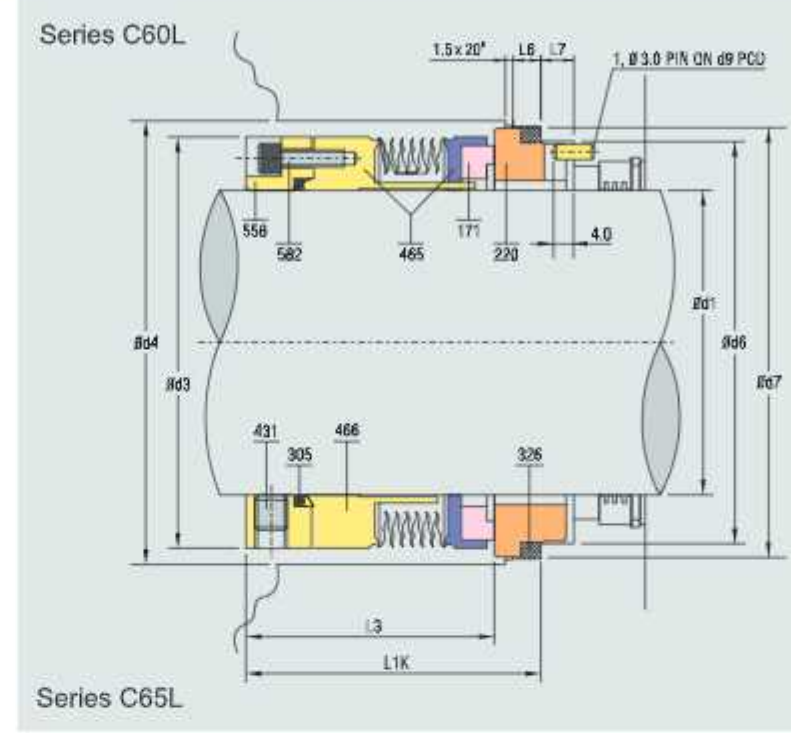 Series C60L
1.5 x 20°
L6
L7
1, Ø 3.0 PIN ON d9 PCD
556
582
465
171
220
4.0
Ød4
Ød3
Ød1
Ød6
Ød7
431
305
466
326
L3
L1K
Series C65L